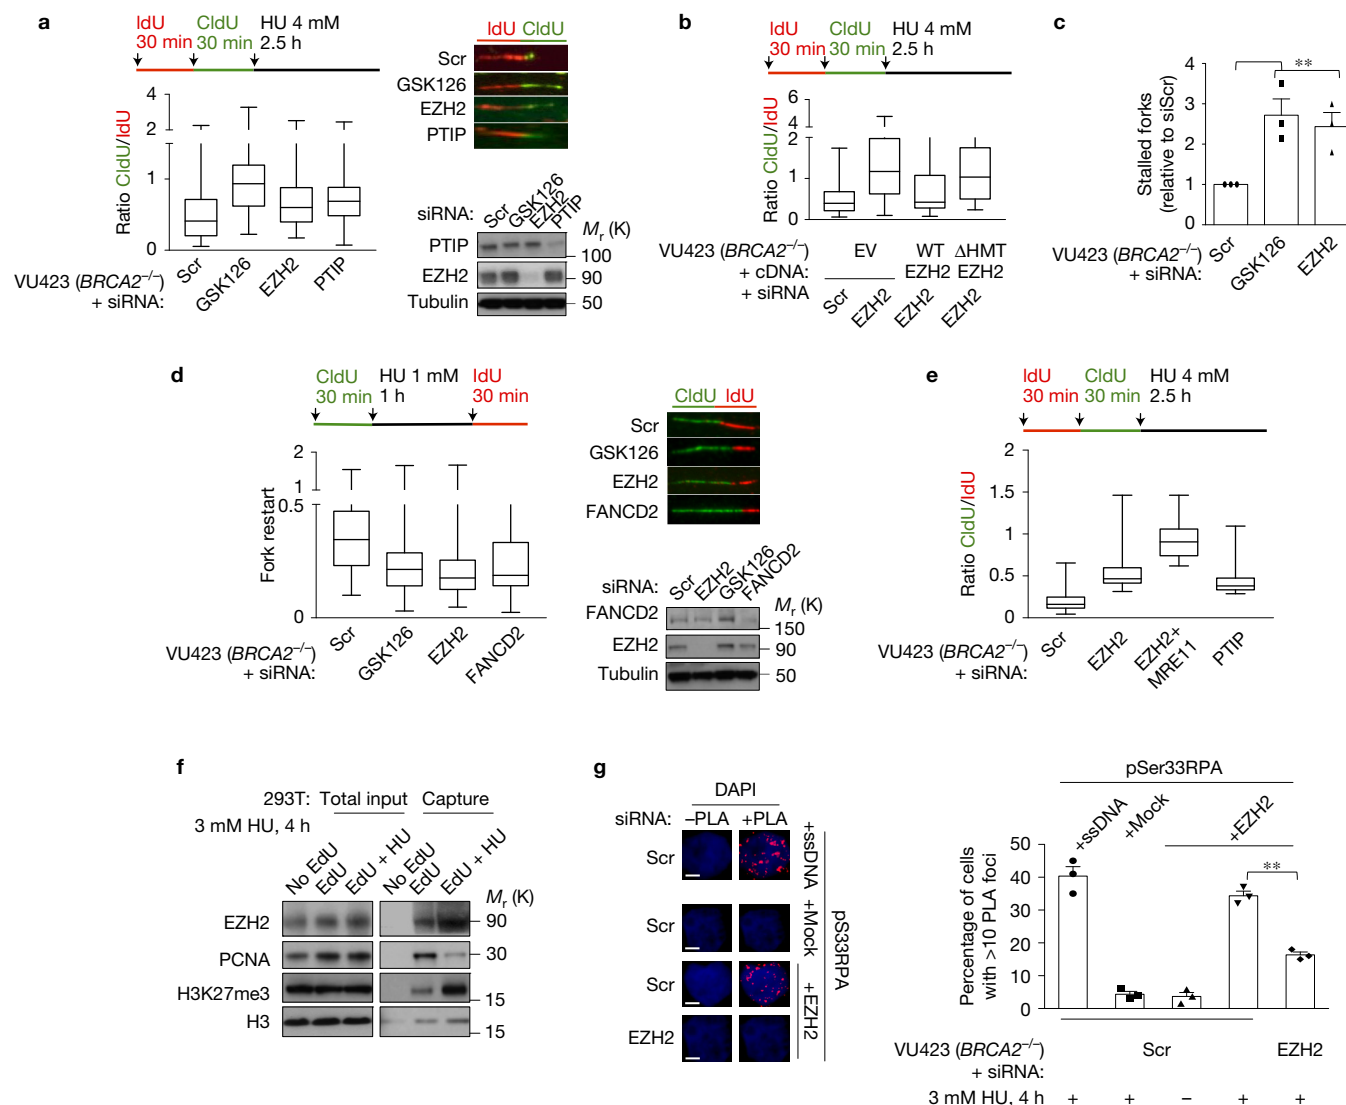 a
IdU CldU HU 4 mM
30 min 30 min 2.5 h
Ratio CldU/IdU
4
2
1
0
Scr GSK126 EZH2 PTIP
VU423 (BRCA2–/–)
+ siRNA:
IdU CldU
Scr
GSK126
EZH2
PTIP
siRNA: Scr GSK126 EZH2 PTIP
Mr (K)
PTIP 100
EZH2 90
Tubulin 50
b
IdU CldU HU 4 mM
30 min 30 min 2.5 h
Ratio CldU/IdU
6
4
2
1
0
VU423 (BRCA2–/–)
+ cDNA:
+ siRNA
EV WT EZH2 ΔHMT EZH2
Scr EZH2 EZH2 EZH2
c
Stalled forks
(relative to siScr)
5
4
3
2
1
0
**
Scr GSK126 EZH2
VU423 (BRCA2–/–)
+ siRNA:
d
CldU HU 1 mM IdU
30 min 1 h 30 min
Fork restart
2
0.5
0
Scr GSK126 EZH2 FANCD2
VU423 (BRCA2–/–)
+ siRNA:
CldU IdU
Scr
GSK126
EZH2
FANCD2
siRNA: Scr EZH2 GSK126 FANCD2
Mr (K)
FANCD2 150
EZH2 90
Tubulin 50
e
IdU CldU HU 4 mM
30 min 30 min 2.5 h
Ratio CldU/IdU
2
1.5
1
0.5
0
Scr EZH2 EZH2+ MRE11 PTIP
VU423 (BRCA2–/–)
+ siRNA:
f
293T: Total input Capture
3 mM HU, 4 h
No EdU EdU EdU + HU No EdU EdU EdU + HU
Mr (K)
EZH2 90
PCNA 30
H3K27me3 15
H3 15
g
DAPI
siRNA: –PLA +PLA
Scr
Scr
Scr
EZH2
+ssDNA
+Mock
+EZH2
pS33RPA
pSer33RPA
+ssDNA +Mock +EZH2
Percentage of cells
with >10 PLA foci
50
40
30
20
10
0
**
VU423 (BRCA2–/–)
+ siRNA:
Scr EZH2
3 mM HU, 4 h + + – + +